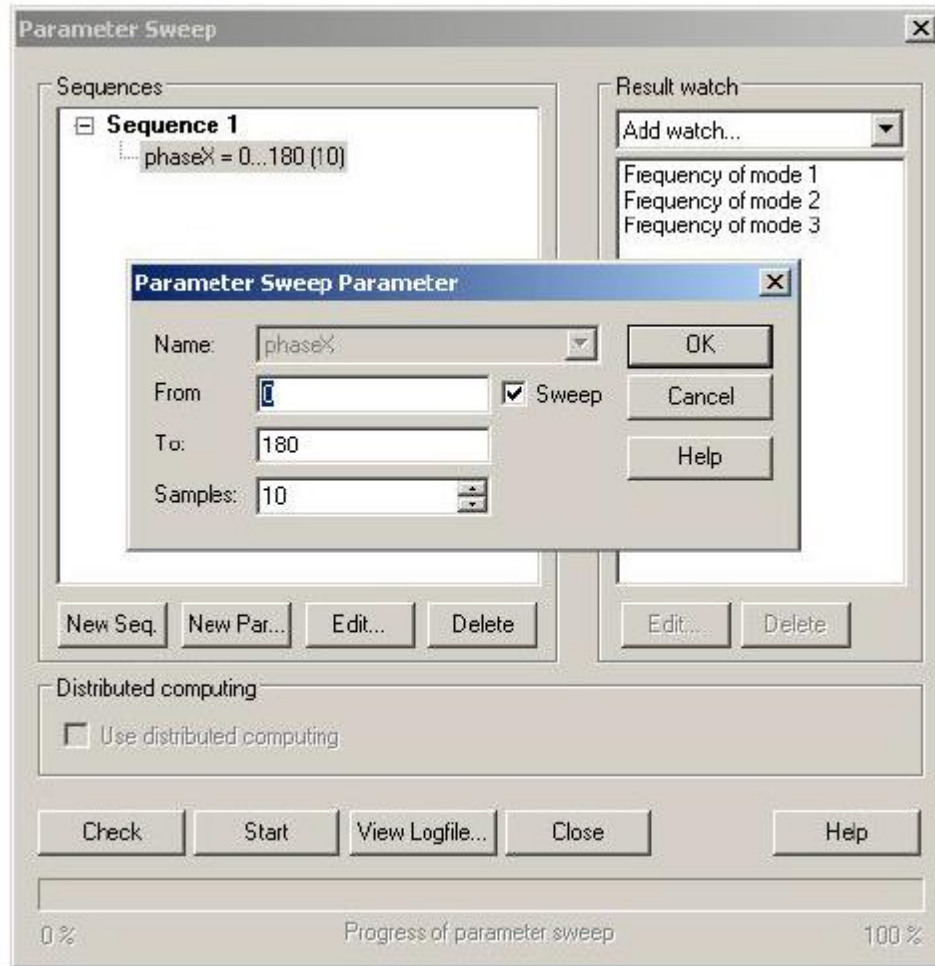 Parameter Sweep
Sequences
Sequence 1
phaseX = 0...180 (10)
Result watch
Add watch...
Frequency of mode 1
Frequency of mode 2
Frequency of mode 3
Parameter Sweep Parameter
Name: phaseX
From 0 Sweep
To: 180
Samples: 10
OK
Cancel
Help
New Seq. New Par... Edit... Delete
Edit... Delete
Distributed computing
Use distributed computing
Check Start View Logfile... Close Help
0 % Progress of parameter sweep 100 %